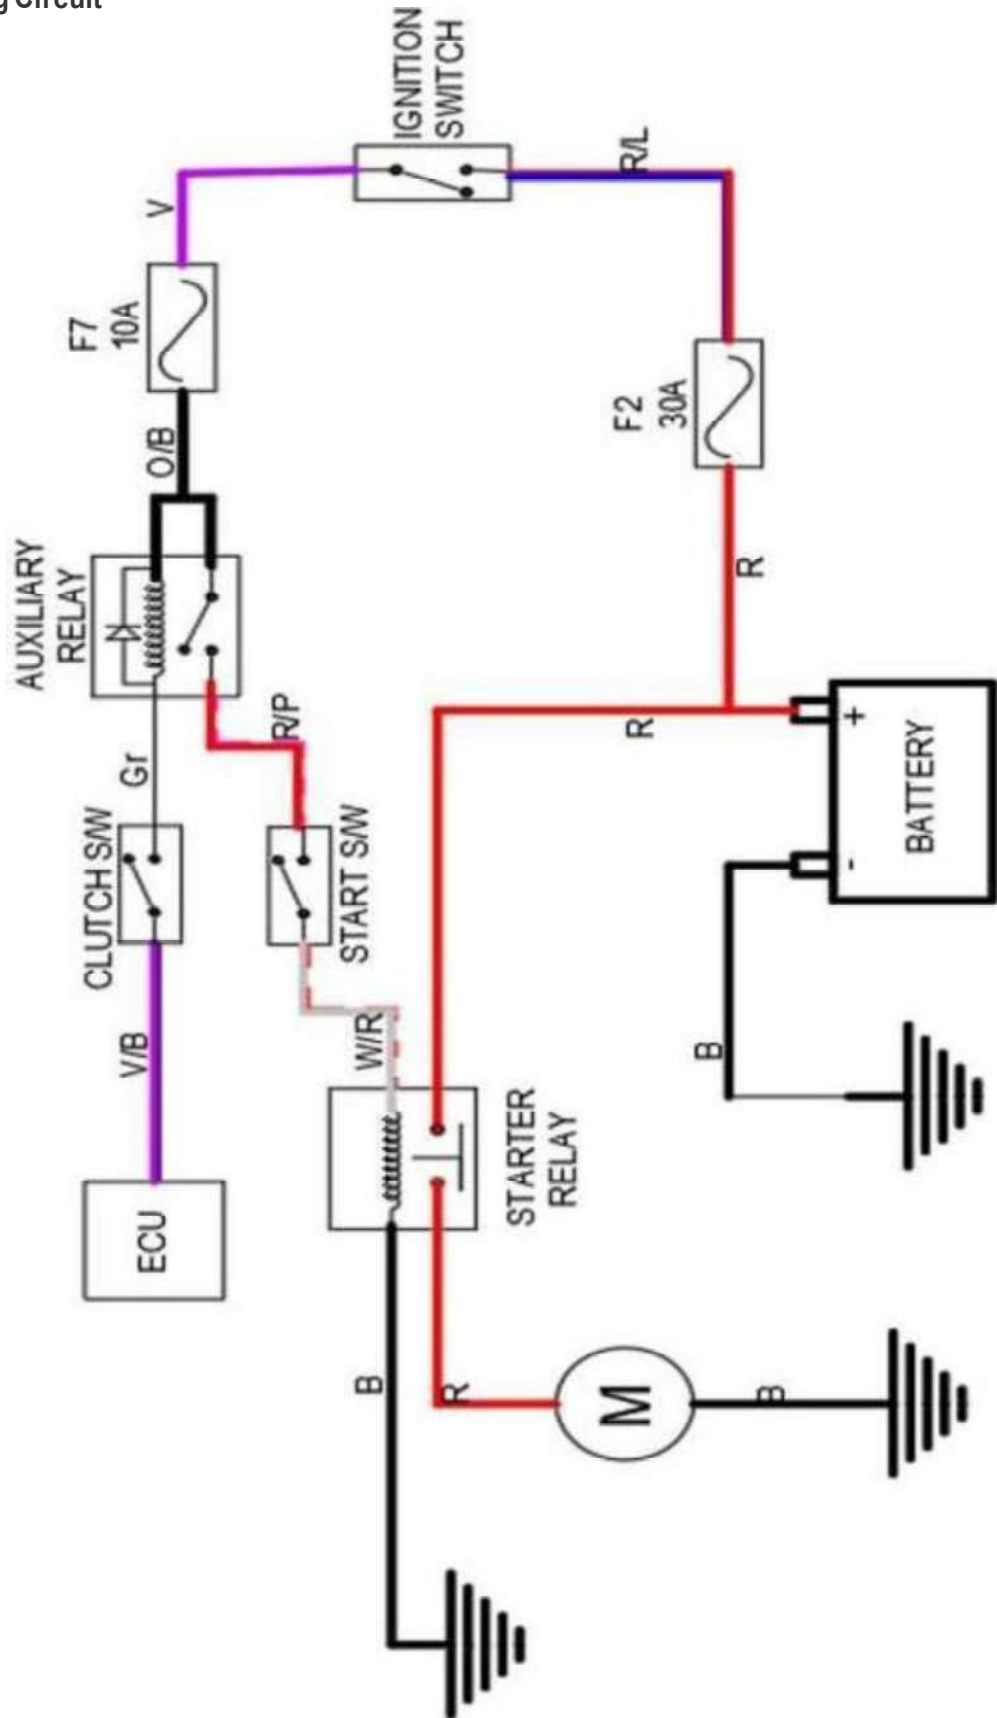 g Circuit
IGNITION
SWITCH
V
R/L
F7
10A
F2
30A
O/B
AUXILIARY
RELAY
R
R/P
Gr
R
CLUTCH S/W
START S/W
+
-
BATTERY
V/B
W/R
B
ECU
STARTER
RELAY
B
R
M
B